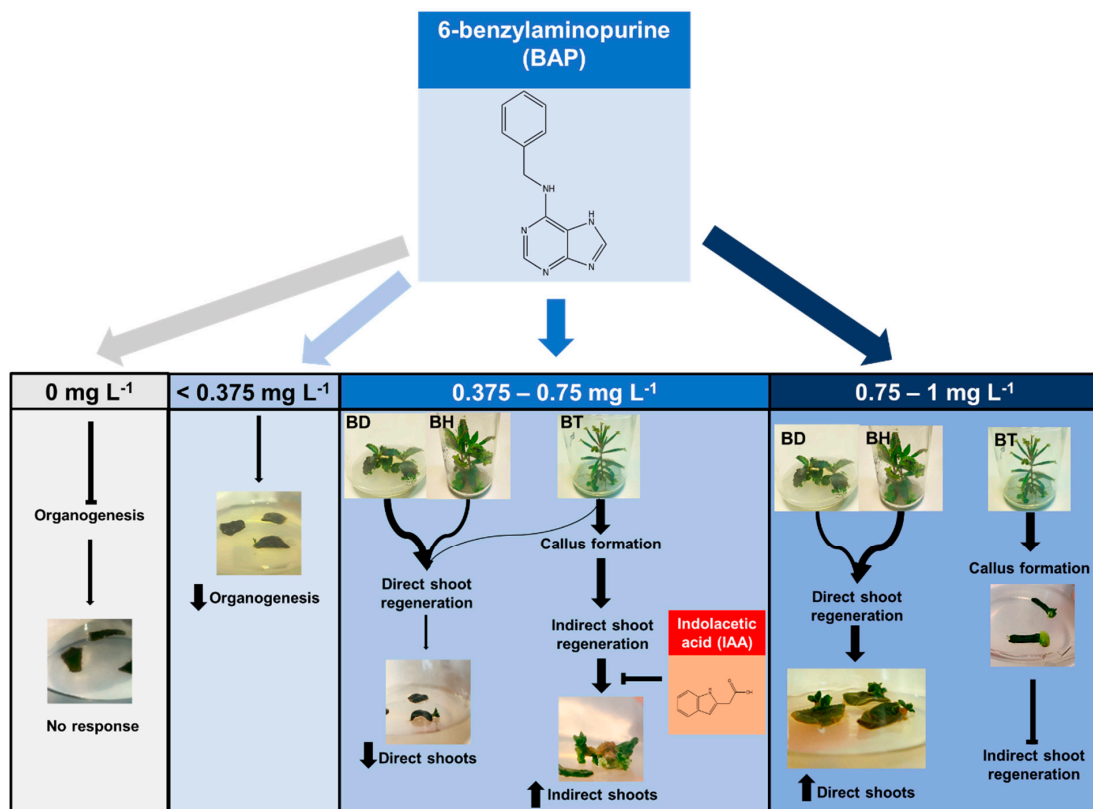 6-benzylaminopurine
(BAP)
NH
H
N
N
N
N
0 mg L-1
< 0.375 mg L-1
0.375 – 0.75 mg L-1
0.75 – 1 mg L-1
Organogenesis
No response
Organogenesis
BD
BH
BT
Direct shoot
regeneration
Direct shoots
Callus formation
Indirect shoot
regeneration
Indirect shoots
Indolacetic
acid (IAA)
O
OH
BD
BH
BT
Direct shoot
regeneration
Direct shoots
Callus formation
Indirect shoot
regeneration